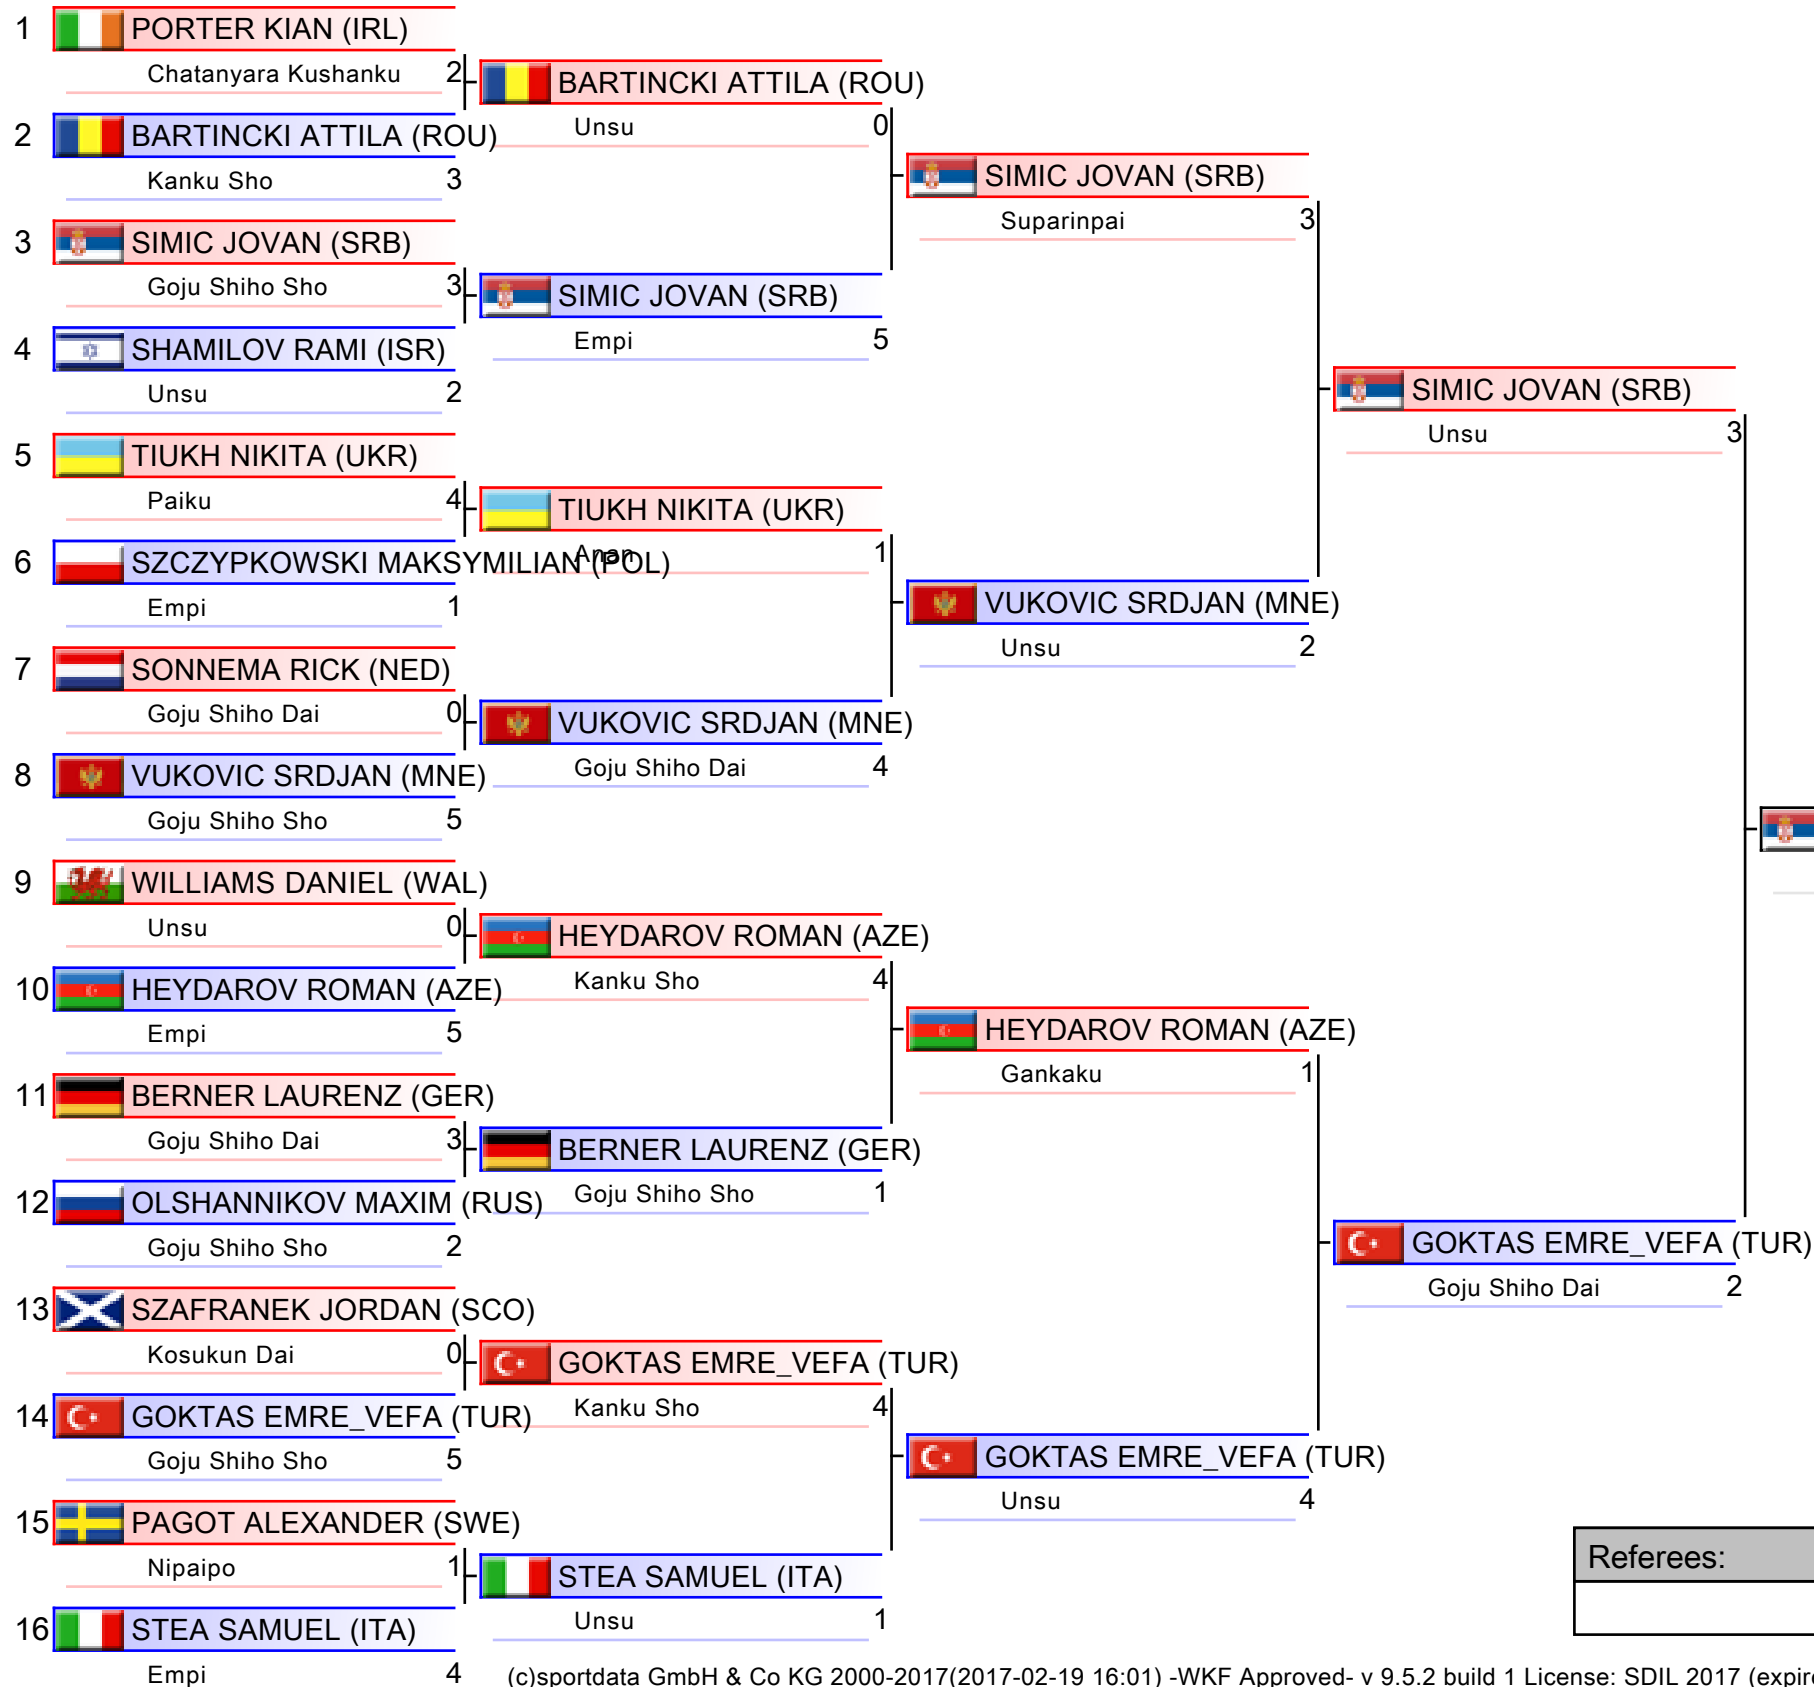 1 PORTER KIAN (IRL)
Chatanyara Kushanku 2
2 BARTINCKI ATTILA (ROU)
Kanku Sho 3
3 SIMIC JOVAN (SRB)
Goju Shiho Sho 3
4 SHAMILOV RAMI (ISR)
Unsu 2
5 TIUKH NIKITA (UKR)
Paiku 4
6 SZCZYPKOWSKI MAKSYMILIAN (POL)
Empi 1
7 SONNEMA RICK (NED)
Goju Shiho Dai 0
8 VUKOVIC SRDJAN (MNE)
Goju Shiho Sho 5
9 WILLIAMS DANIEL (WAL)
Unsu 0
10 HEYDAROV ROMAN (AZE)
Empi 5
11 BERNER LAURENZ (GER)
Goju Shiho Dai 3
12 OLSHANNIKOV MAXIM (RUS)
Goju Shiho Sho 2
13 SZAFRANEK JORDAN (SCO)
Kosukun Dai 0
14 GOKTAS EMRE_VEFA (TUR)
Goju Shiho Sho 5
15 PAGOT ALEXANDER (SWE)
Nipaipo 1
16 STEA SAMUEL (ITA)
Empi 4
BARTINCKI ATTILA (ROU)
Unsu 0
SIMIC JOVAN (SRB)
Empi 5
TIUKH NIKITA (UKR)
Anan 1
VUKOVIC SRDJAN (MNE)
Goju Shiho Dai 4
HEYDAROV ROMAN (AZE)
Kanku Sho 4
BERNER LAURENZ (GER)
Goju Shiho Sho 1
GOKTAS EMRE_VEFA (TUR)
Kanku Sho 4
STEA SAMUEL (ITA)
Unsu 1
SIMIC JOVAN (SRB)
Suparinpai 3
VUKOVIC SRDJAN (MNE)
Unsu 2
HEYDAROV ROMAN (AZE)
Gankaku 1
GOKTAS EMRE_VEFA (TUR)
Unsu 4
SIMIC JOVAN (SRB)
Unsu 3
GOKTAS EMRE_VEFA (TUR)
Goju Shiho Dai 2
Referees:
(c)sportdata GmbH & Co KG 2000-2017(2017-02-19 16:01) -WKF Approved- v 9.5.2 build 1 License: SDIL 2017 (expire